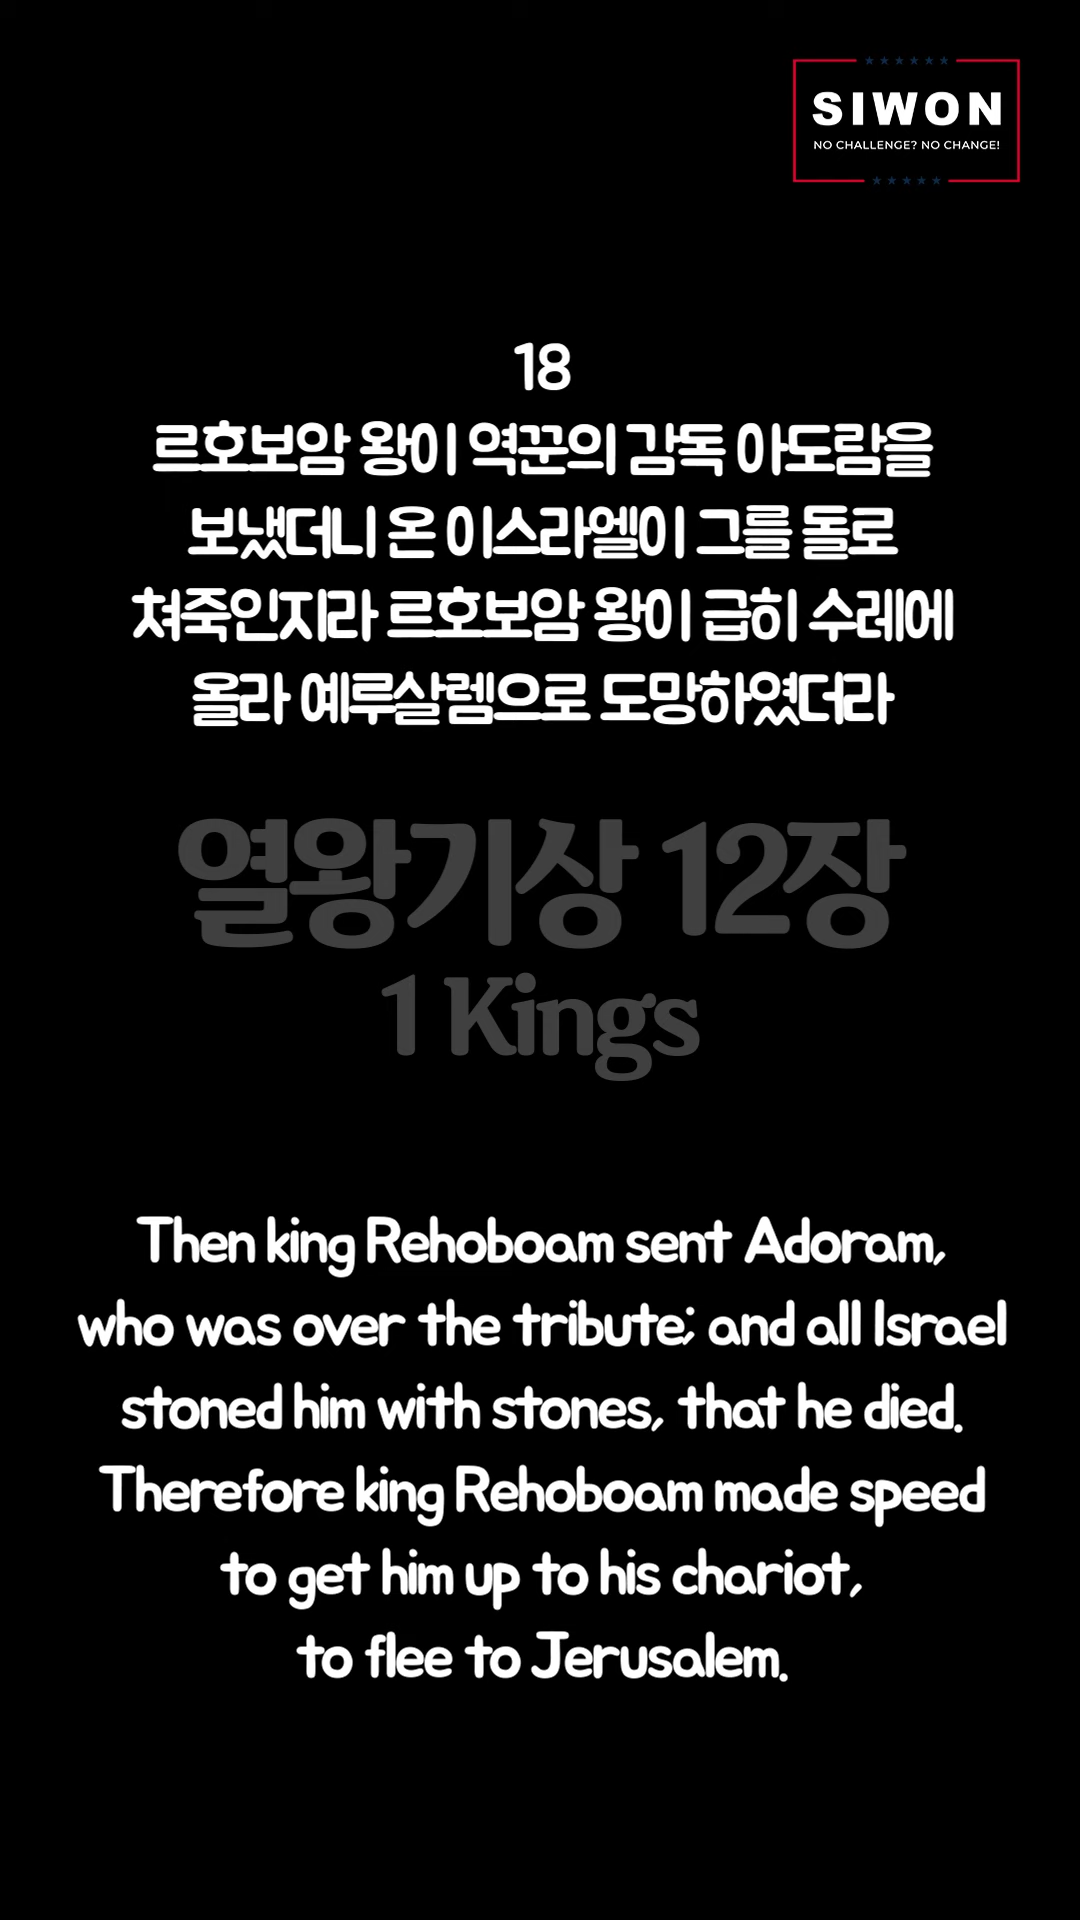 SIWON
NO CHALLENGE? NO CHANGE!
18
르호보암 왕이 역꾼의 감독 아도람을
보냈더니 온 이스라엘이 그를 돌로
쳐죽인지라 르호보암 왕이 급히 수레에
올라 예루살렘으로 도망하였더라
열왕기상 12장
1 Kings
Then king Rehoboam sent Adoram,
who was over the tribute; and all Israel
stoned him with stones, that he died.
Therefore king Rehoboam made speed
to get him up to his chariot,
to flee to Jerusalem.